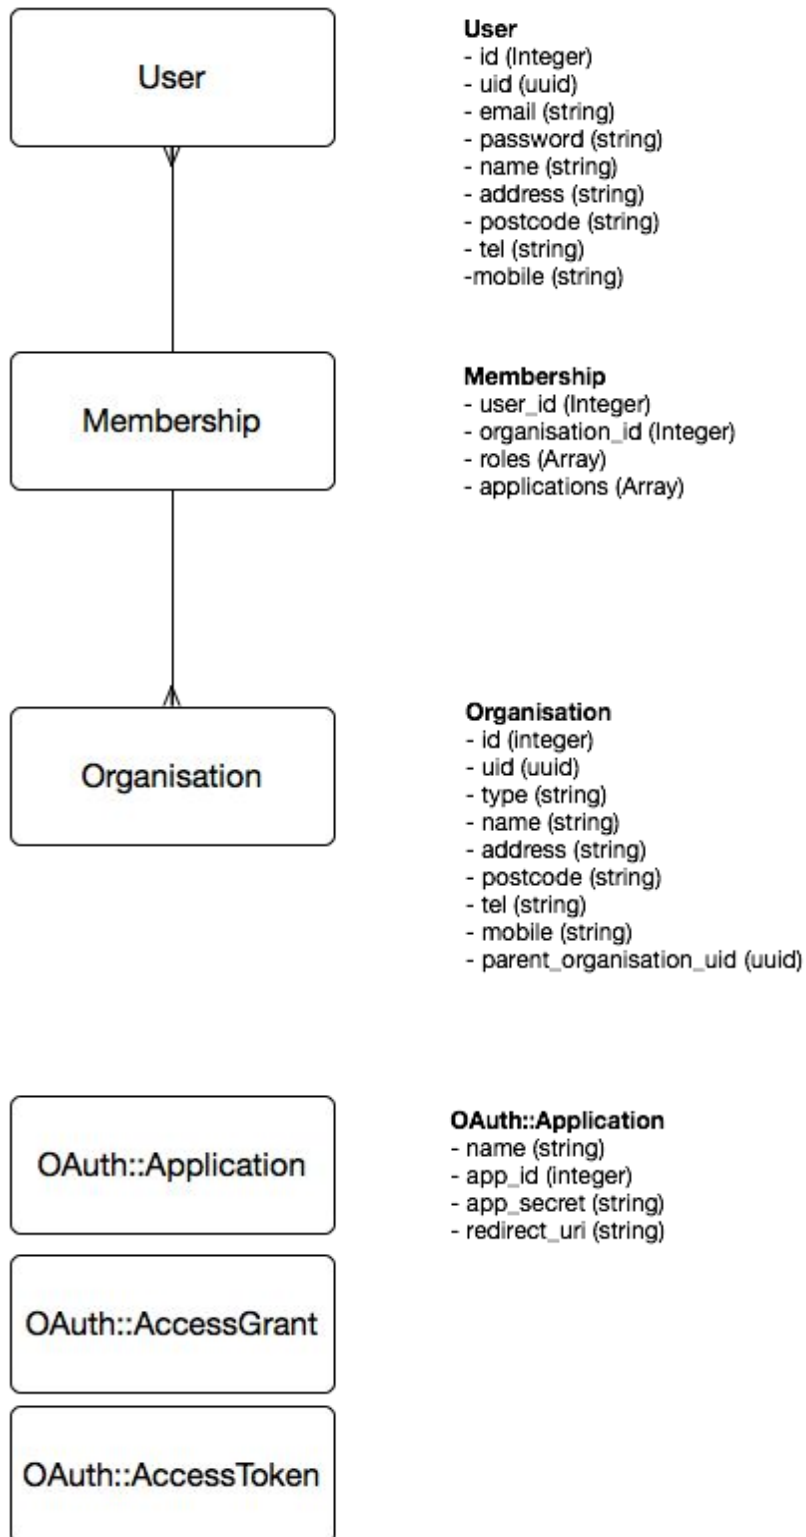 User
User
- id (Integer)
- uid (uuid)
- email (string)
- password (string)
- name (string)
- address (string)
- postcode (string)
- tel (string)
-mobile (string)
Membership
Membership
- user_id (Integer)
- organisation_id (Integer)
- roles (Array)
- applications (Array)
Organisation
Organisation
- id (integer)
- uid (uuid)
- type (string)
- name (string)
- address (string)
- postcode (string)
- tel (string)
- mobile (string)
- parent_organisation_uid (uuid)
OAuth::Application
OAuth::Application
- name (string)
- app_id (integer)
- app_secret (string)
- redirect_uri (string)
OAuth::AccessGrant
OAuth::AccessToken